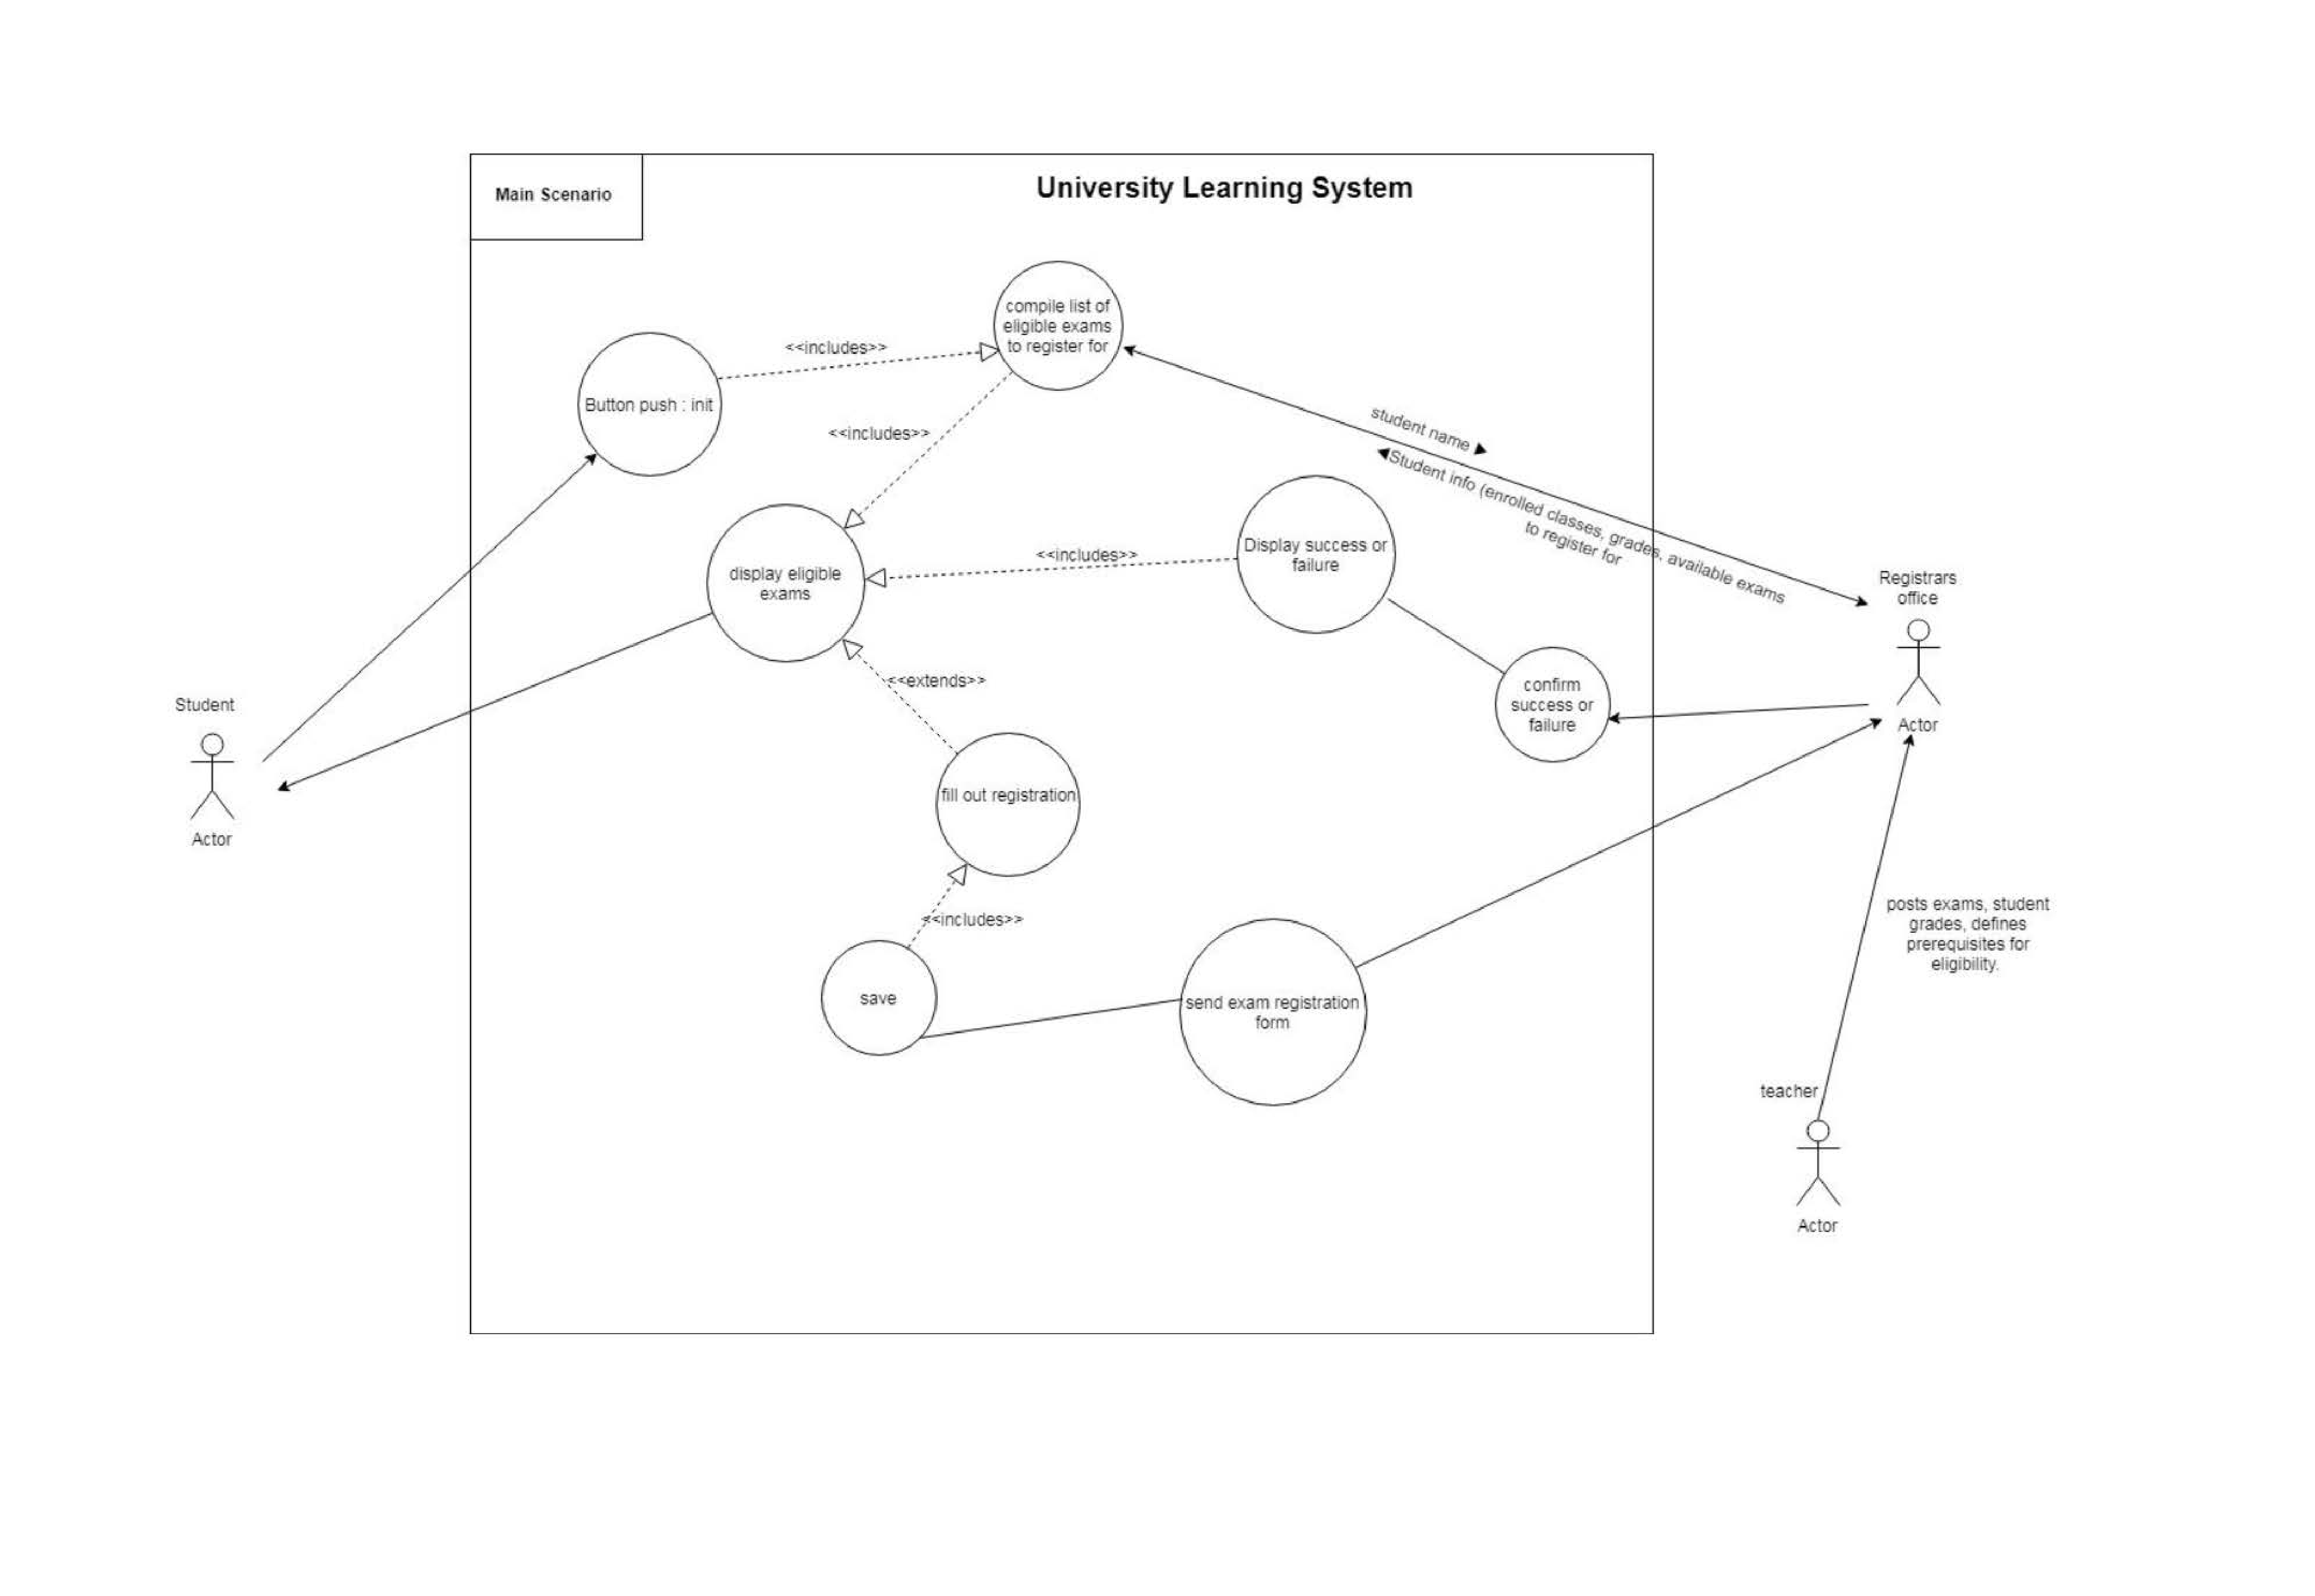 Main Scenario
University Learning System
compile list of
eligible exams
to register for
<<includes>>
Button push : init
<<includes>>
student name ►
◄Student info (enrolled classes, grades, available exams
to register for
display eligible
exams
<<includes>>
Display success or
failure
Registrars
office
Actor
<<extends>>
confirm
success or
failure
Student
Actor
fill out registration
<<includes>>
save
send exam registration
form
posts exams, student
grades, defines
prerequisites for
eligibility.
teacher
Actor